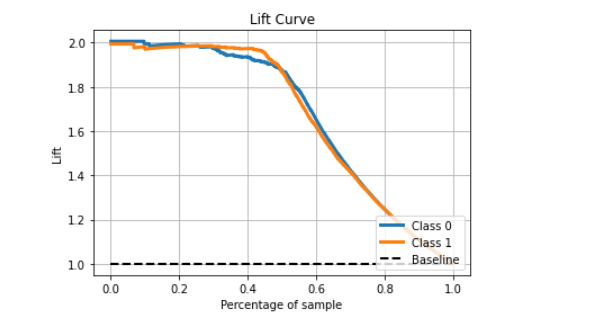 Lift Curve
2.0
1.8
1.6
1.4
1.2
1.0
Lift
0.0 0.2 0.4 0.6 0.8 1.0
Percentage of sample
Class 0
Class 1
Baseline